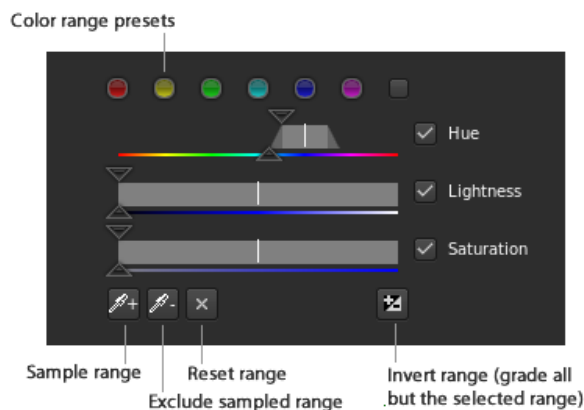 Color range presets
Hue
Lightness
Saturation
Sample range
Reset range
Exclude sampled range
Invert range (grade all
but the selected range)